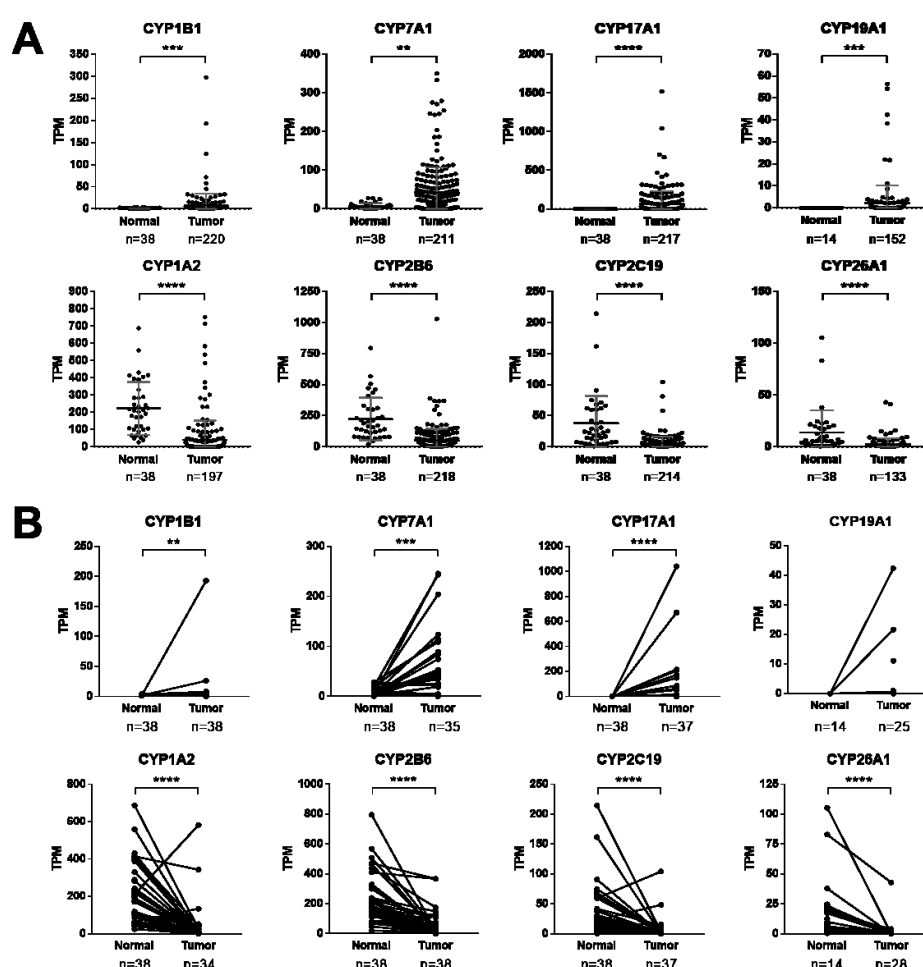 A
CYP1B1
***
350
300
250
200
150
100
50
0
TPM
Normal Tumor
n=38 n=220
CYP7A1
**
400
300
200
100
0
TPM
Normal Tumor
n=38 n=211
CYP17A1
****
2000
1500
1000
500
0
TPM
Normal Tumor
n=38 n=217
CYP19A1
***
70
60
50
40
30
20
10
0
TPM
Normal Tumor
n=14 n=152
CYP1A2
****
900
800
700
600
500
400
300
200
100
0
TPM
Normal Tumor
n=38 n=197
CYP2B6
****
1250
1000
750
500
250
0
TPM
Normal Tumor
n=38 n=218
CYP2C19
****
250
200
150
100
50
0
TPM
Normal Tumor
n=38 n=214
CYP26A1
****
150
100
50
0
TPM
Normal Tumor
n=38 n=133
B
CYP1B1
**
250
200
150
100
50
0
TPM
Normal Tumor
n=38 n=38
CYP7A1
***
300
200
100
0
TPM
Normal Tumor
n=38 n=35
CYP17A1
****
1200
1000
800
600
400
200
0
TPM
Normal Tumor
n=38 n=37
CYP19A1
50
40
30
20
10
0
TPM
Normal Tumor
n=14 n=25
CYP1A2
****
800
600
400
200
0
TPM
Normal Tumor
n=38 n=34
CYP2B6
****
1000
800
600
400
200
0
TPM
Normal Tumor
n=38 n=38
CYP2C19
****
250
200
150
100
50
0
TPM
Normal Tumor
n=38 n=37
CYP26A1
****
125
100
75
50
25
0
TPM
Normal Tumor
n=14 n=28